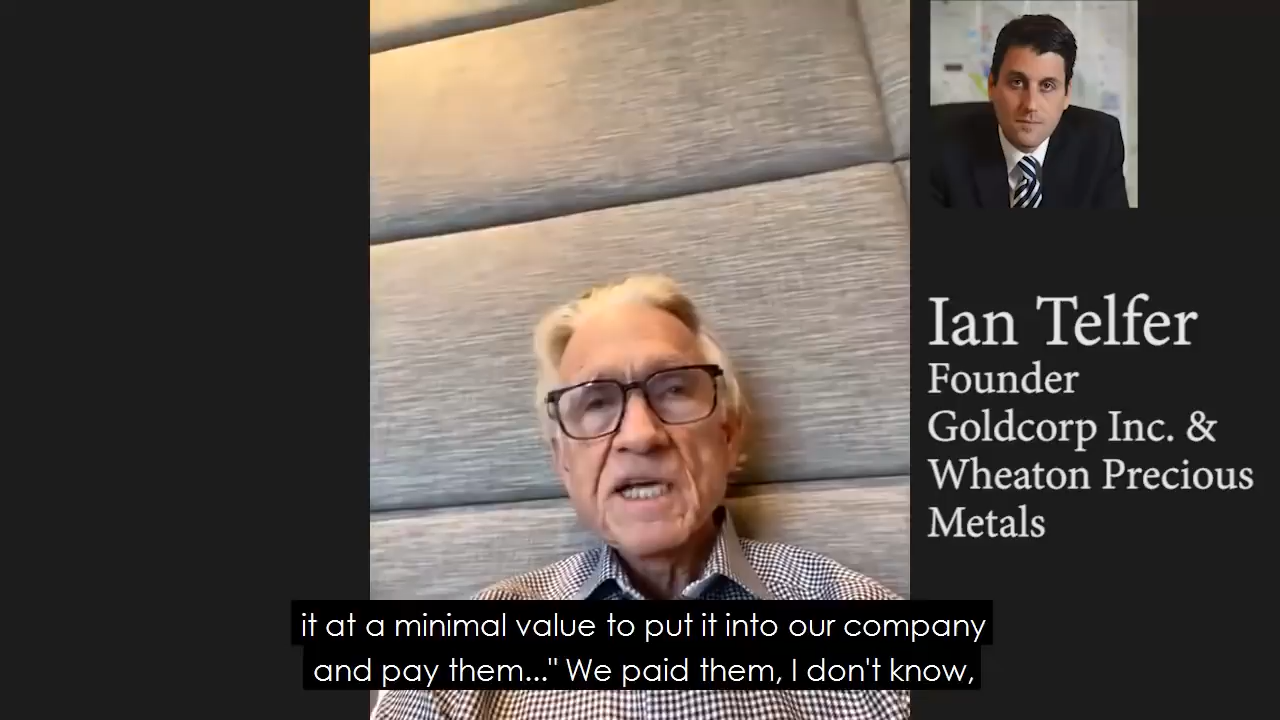 Ian Telfer
Founder
Goldcorp Inc. &
Wheaton Precious
Metals
it at a minimal value to put it into our company
and pay them..." We paid them, I don't know,